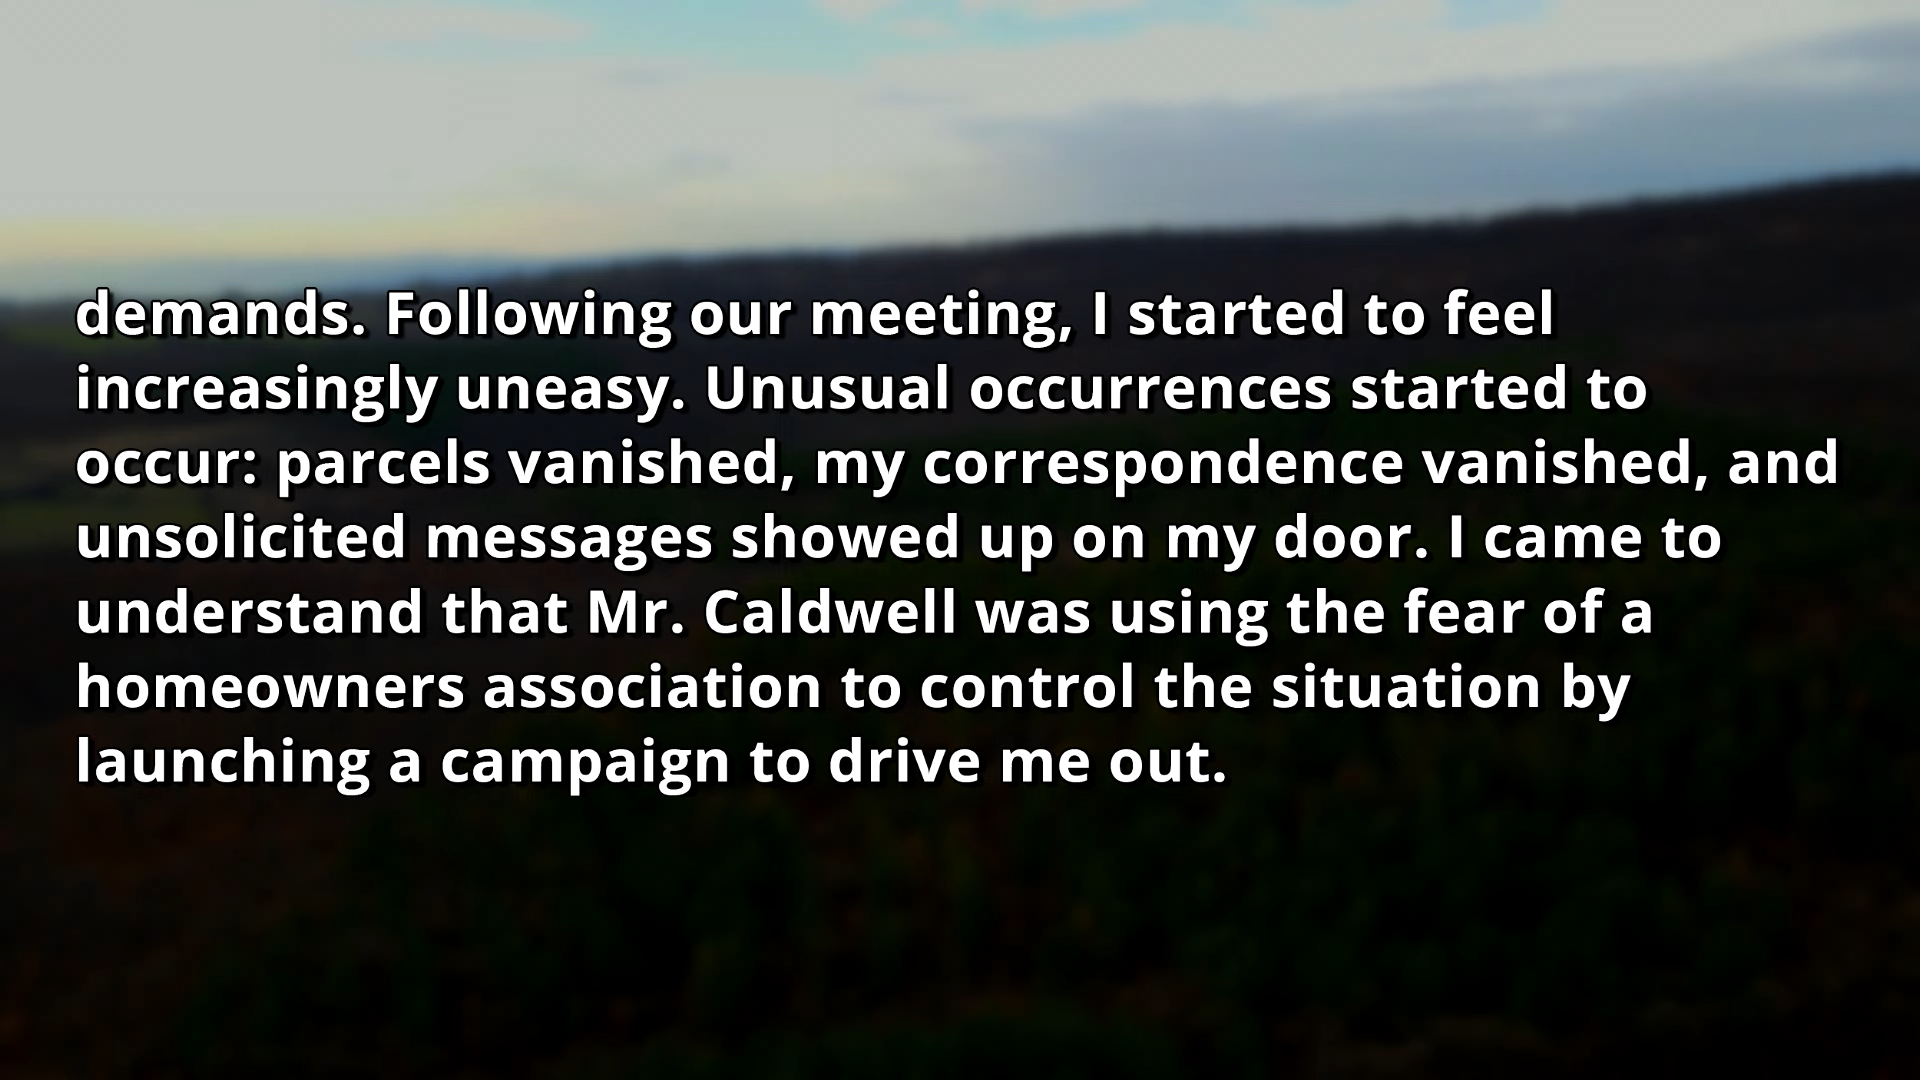 demands. Following our meeting, I started to feel
increasingly uneasy. Unusual occurrences started to
occur: parcels vanished, my correspondence vanished, and
unsolicited messages showed up on my door. I came to
understand that Mr. Caldwell was using the fear of a
homeowners association to control the situation by
launching a campaign to drive me out.